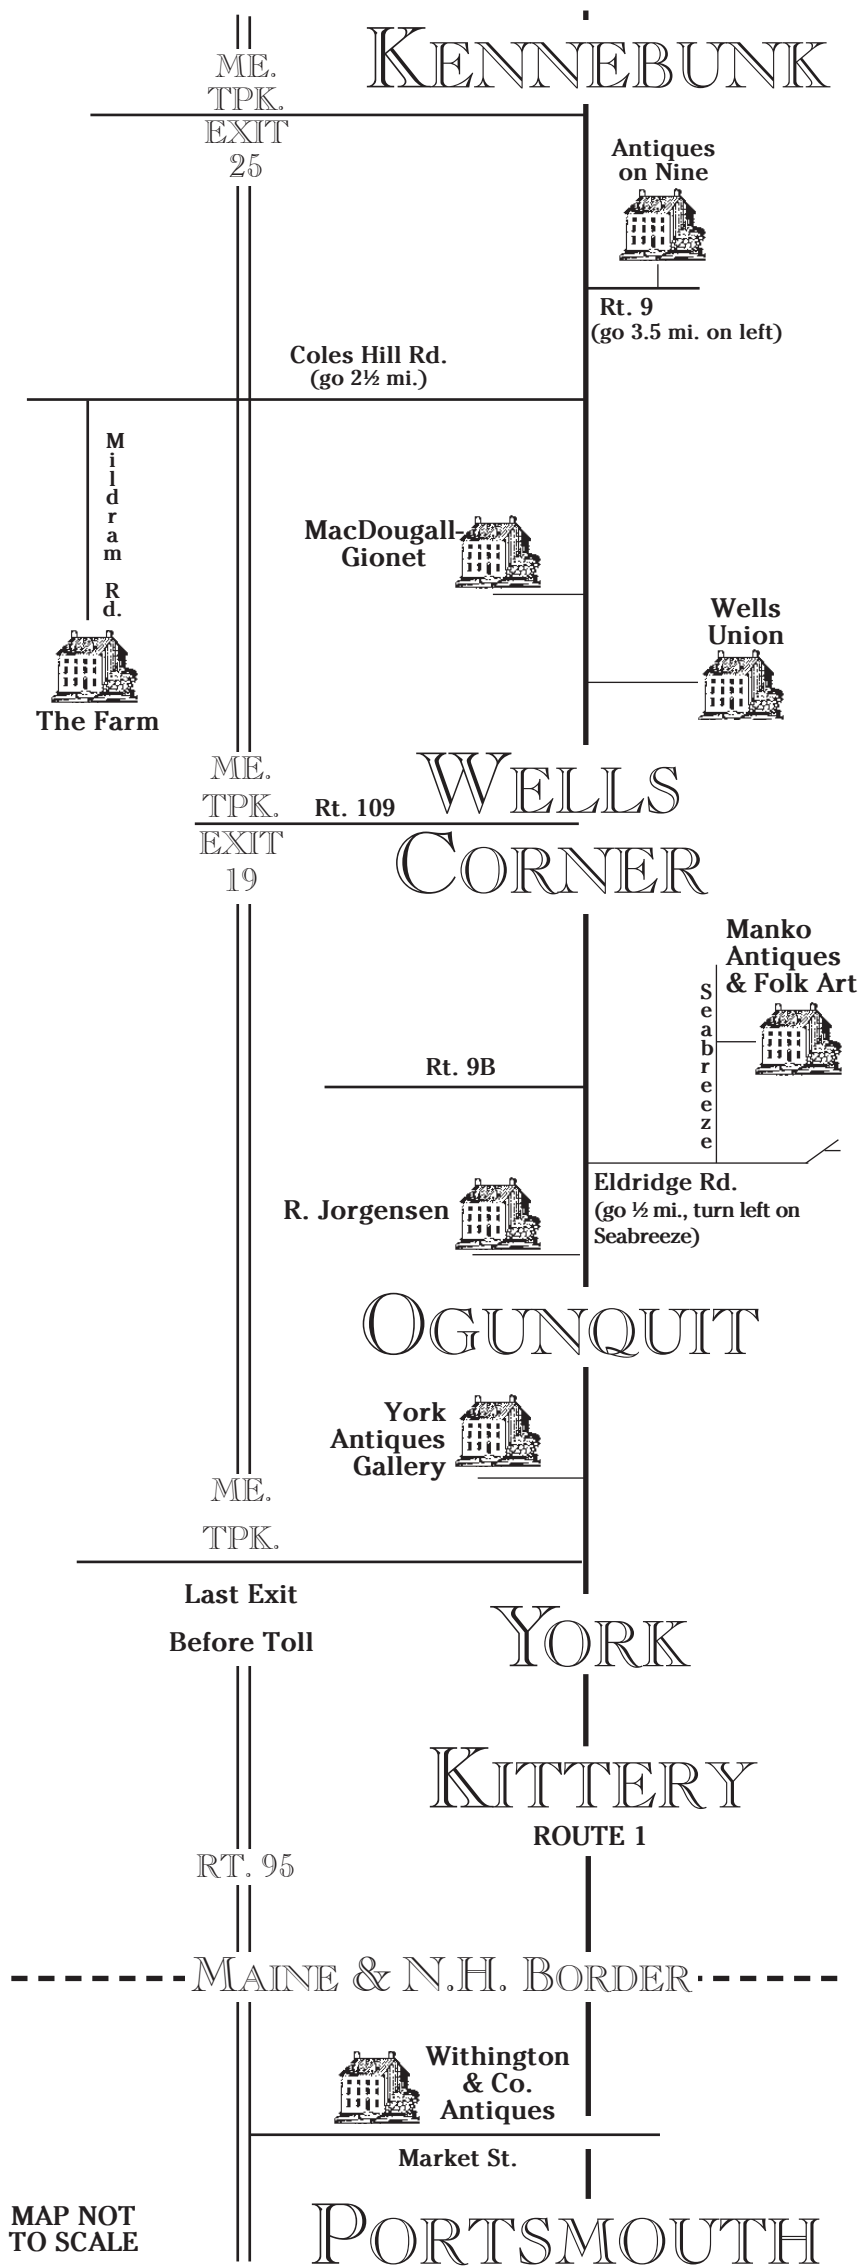 KENNEBUNK
ME.
TPK.
EXIT
25
Antiques
on Nine
Rt. 9
(go 3.5 mi. on left)
Coles Hill Rd.
(go 2½ mi.)
Mildram Rd.
MacDougall-
Gionet
Wells
Union
The Farm
ME.
TPK.
EXIT
19
Rt. 109
WELLS
CORNER
Manko
Antiques
& Folk Art
Seabreeze
Rt. 9B
Eldridge Rd.
(go ½ mi., turn left on
Seabreeze)
R. Jorgensen
OGUNQUIT
York
Antiques
Gallery
ME.
TPK.
Last Exit
Before Toll
YORK
KITTERY
ROUTE 1
RT. 95
MAINE & N.H. BORDER
Withington
& Co.
Antiques
Market St.
MAP NOT
TO SCALE
PORTSMOUTH